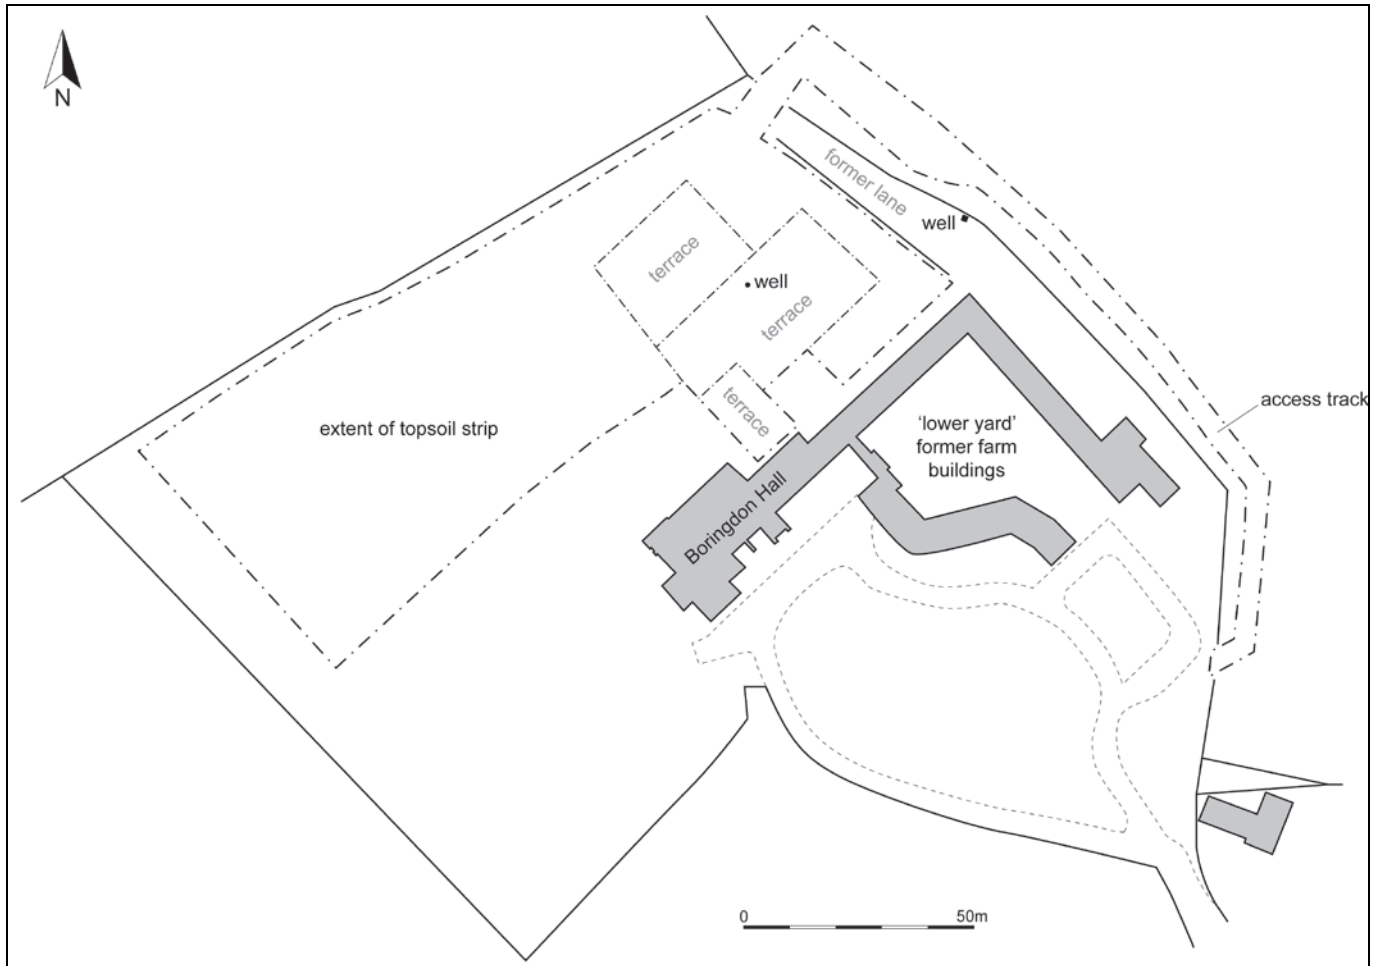 N
former lane
well
terrace
well
terrace
access track
terrace
extent of topsoil strip
‘lower yard’
former farm
buildings
Boringdon Hall
0
50m